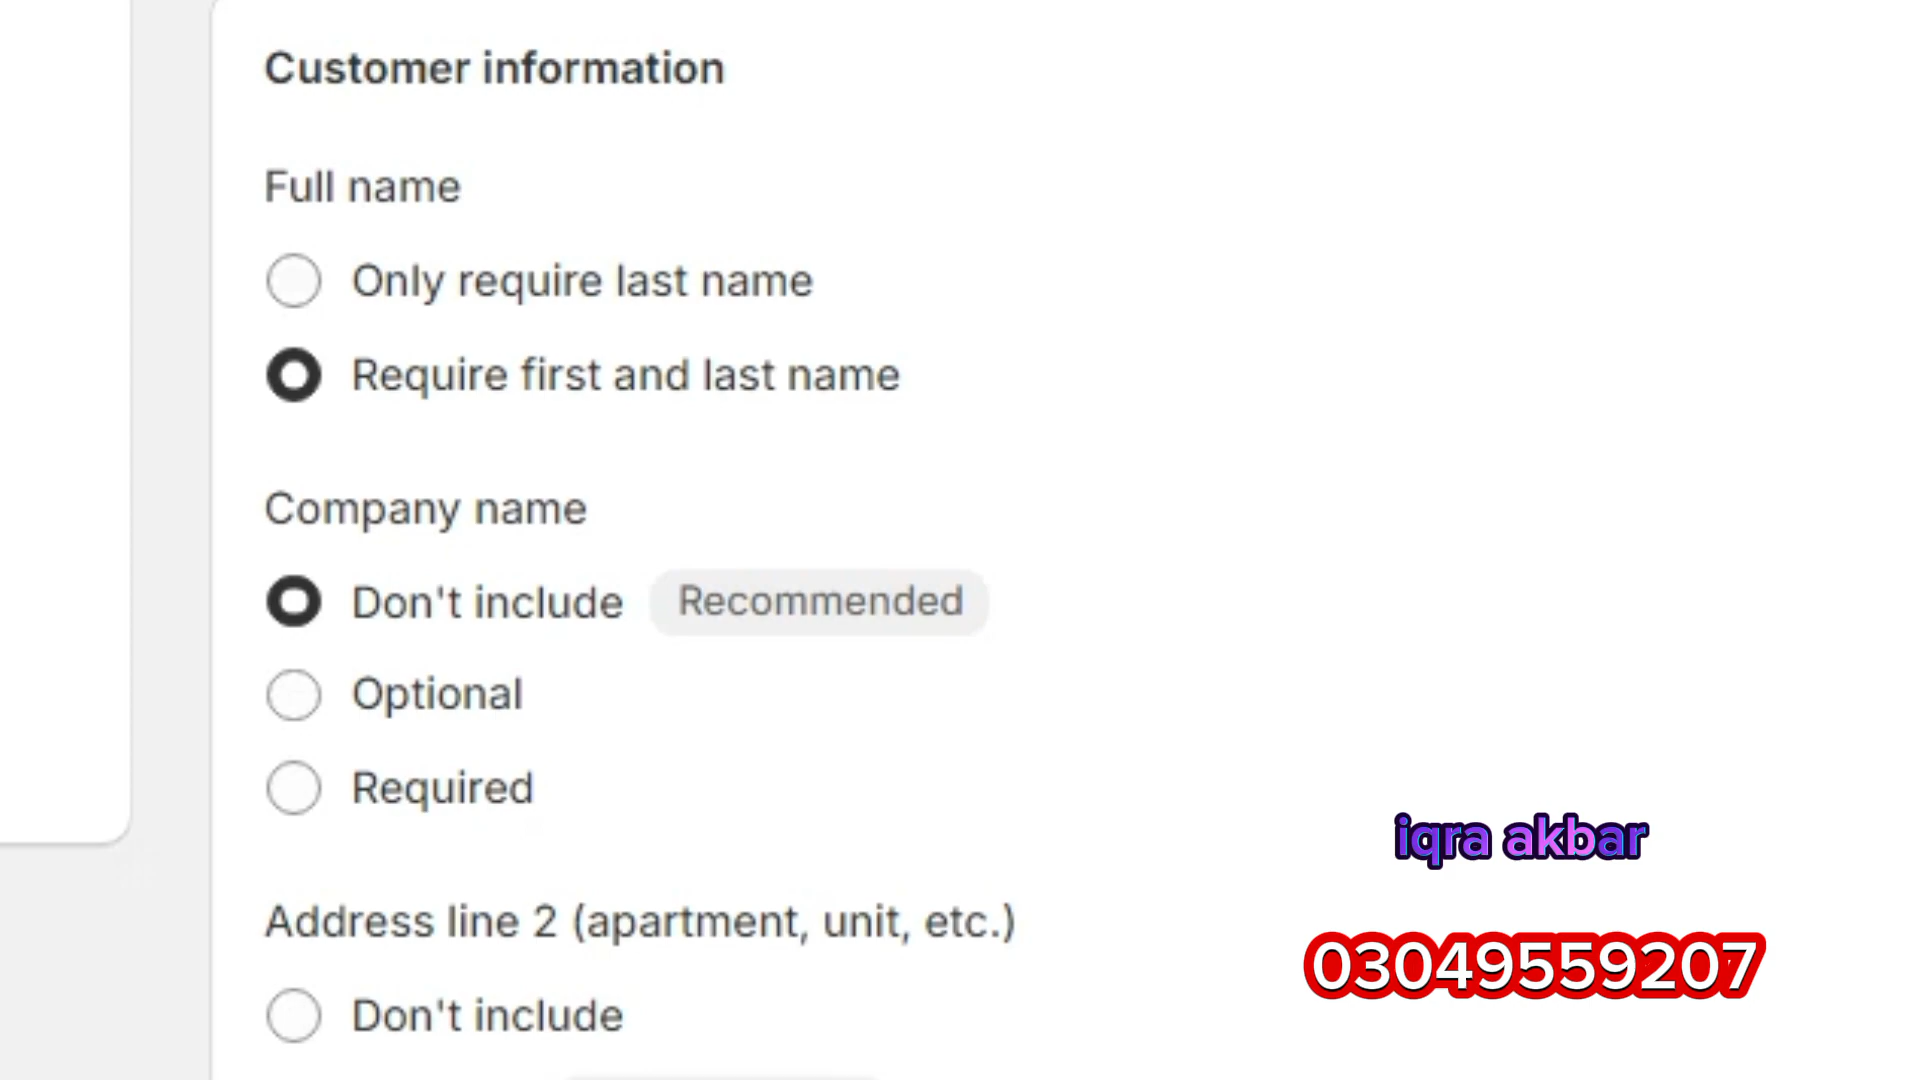 Customer information
Full name
Only require last name
Require first and last name
Company name
Don't include Recommended
Optional
Required
Address line 2 (apartment, unit, etc.)
Don't include
iqra akbar
03049559207